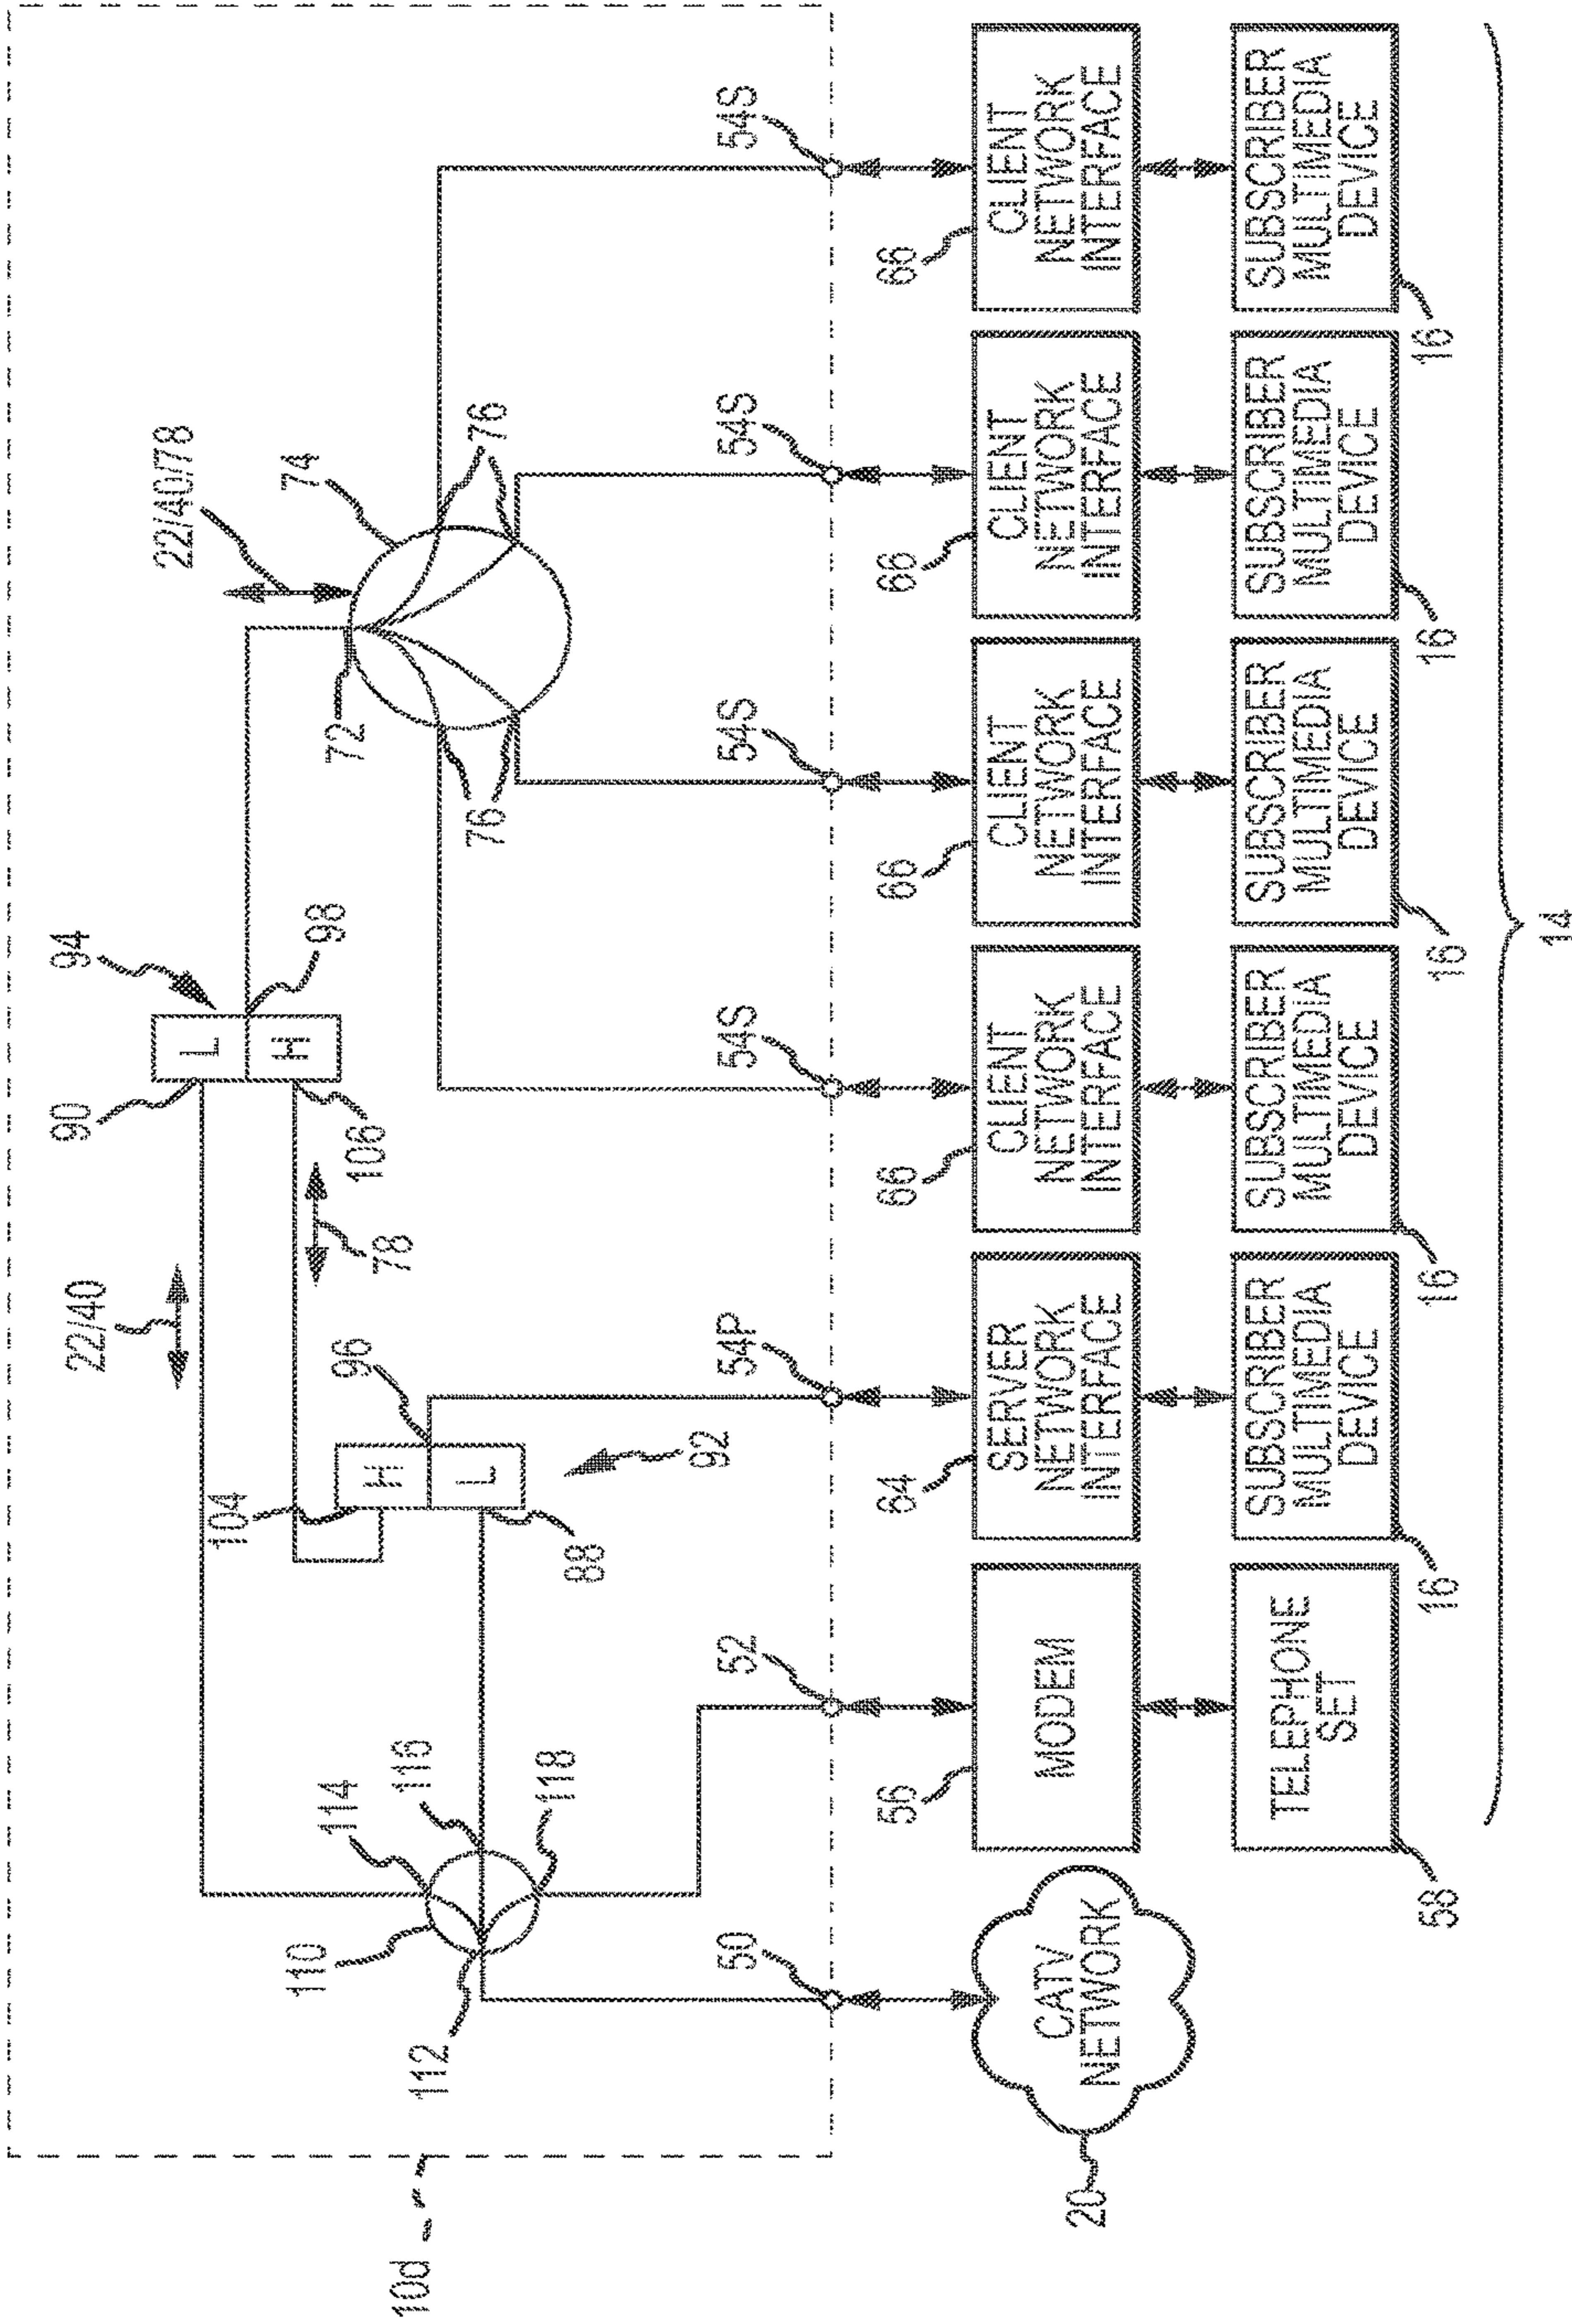 10d
22/40
22/40/78
94
90
98
106
78
74
72
76
76
L
H
96
104
H
L
92
88
114
116
110
112
118
50
52
54P
54S
54S
54S
54S
20
56
64
66
66
66
66
CATV
NETWORK
MODEM
SERVER
NETWORK
INTERFACE
CLIENT
NETWORK
INTERFACE
CLIENT
NETWORK
INTERFACE
CLIENT
NETWORK
INTERFACE
CLIENT
NETWORK
INTERFACE
TELEPHONE
SET
SUBSCRIBER
MULTIMEDIA
DEVICE
SUBSCRIBER
MULTIMEDIA
DEVICE
SUBSCRIBER
MULTIMEDIA
DEVICE
SUBSCRIBER
MULTIMEDIA
DEVICE
SUBSCRIBER
MULTIMEDIA
DEVICE
58
16
16
16
16
16
14